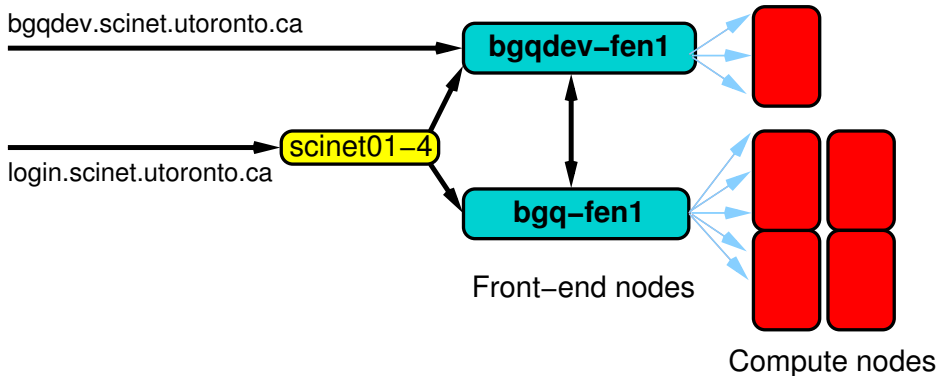 bgqdev.scinet.utoronto.ca
bgqdev−fen1
scinet01−4
login.scinet.utoronto.ca
bgq−fen1
Front−end nodes
Compute nodes